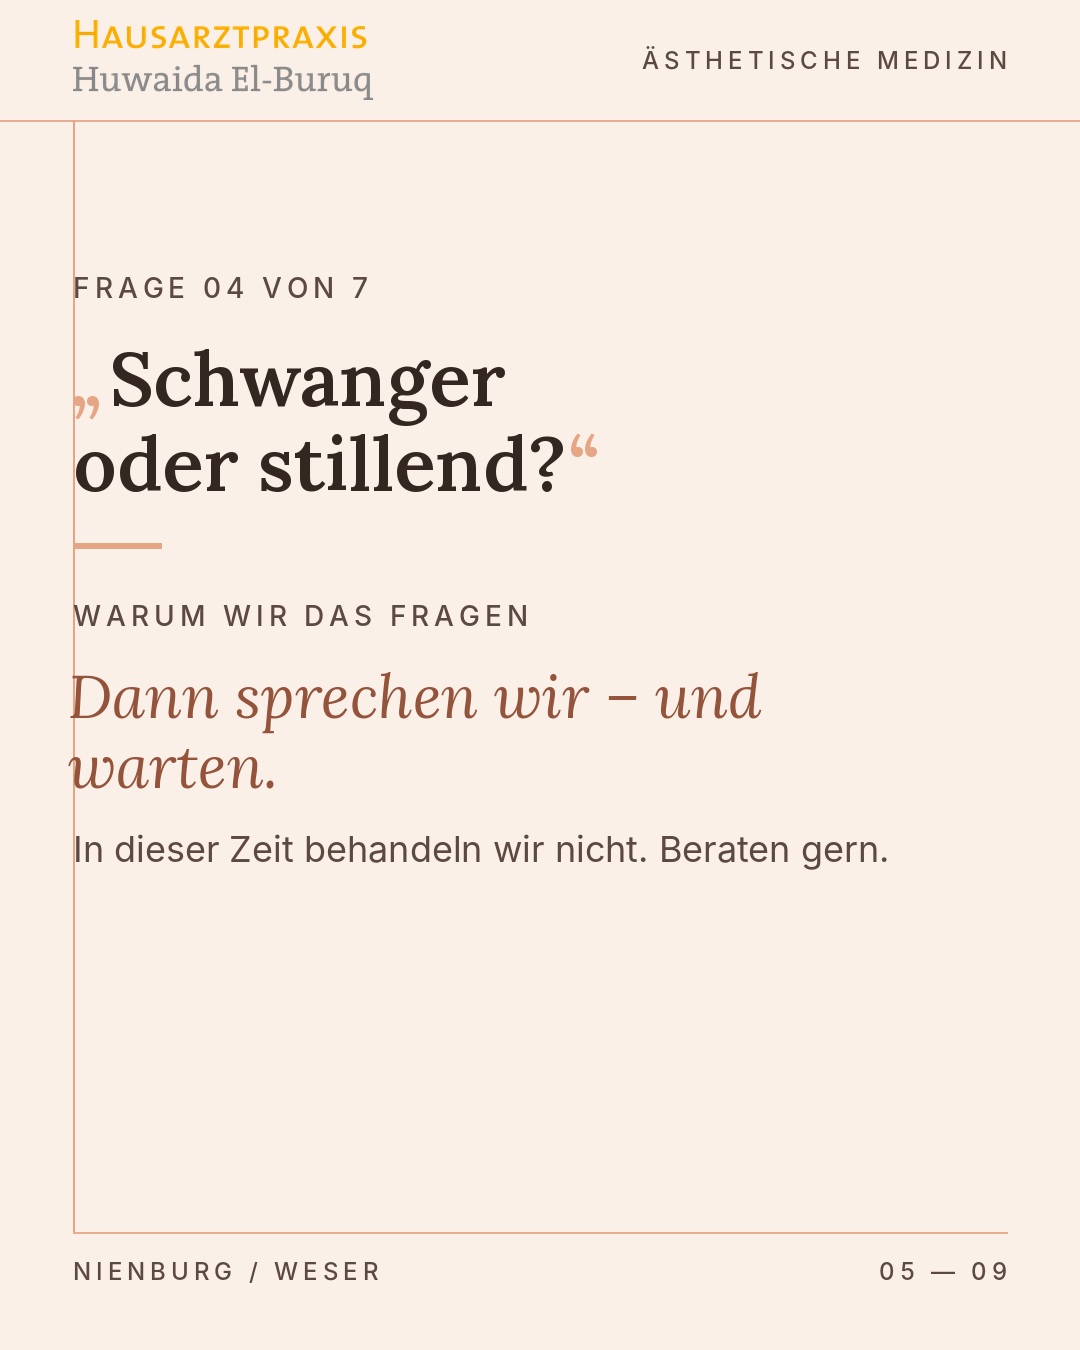 HAUSARZTPRAXIS
Huwaida El-Buruq
ÄSTHETISCHE MEDIZIN
FRAGE 04 VON 7
„Schwanger
oder stillend?“
WARUM WIR DAS FRAGEN
Dann sprechen wir – und
warten.
In dieser Zeit behandeln wir nicht. Beraten gern.
NIENBURG / WESER
05 — 09